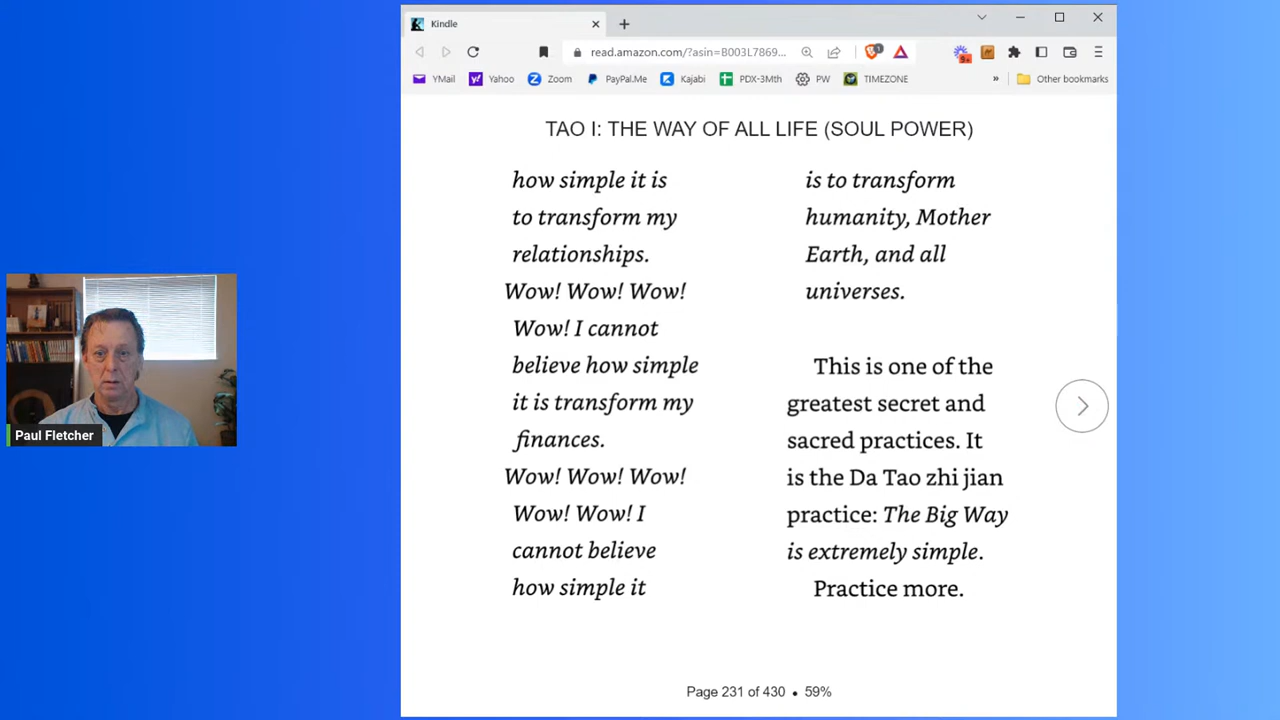 Kindle
read.amazon.com/?asin=B003L7869...
1
9+
YMail
Yahoo
Zoom
PayPal.Me
Kajabi
PDX-3Mth
PW
TIMEZONE
»
Other bookmarks
TAO I: THE WAY OF ALL LIFE (SOUL POWER)
how simple it is
to transform my
relationships.
Wow! Wow! Wow!
Wow! I cannot
believe how simple
it is transform my
finances.
Wow! Wow! Wow!
Wow! Wow! I
cannot believe
how simple it
is to transform
humanity, Mother
Earth, and all
universes.
This is one of the
greatest secret and
sacred practices. It
is the Da Tao zhi jian
practice: The Big Way
is extremely simple.
Practice more.
Page 231 of 430 • 59%
Paul Fletcher